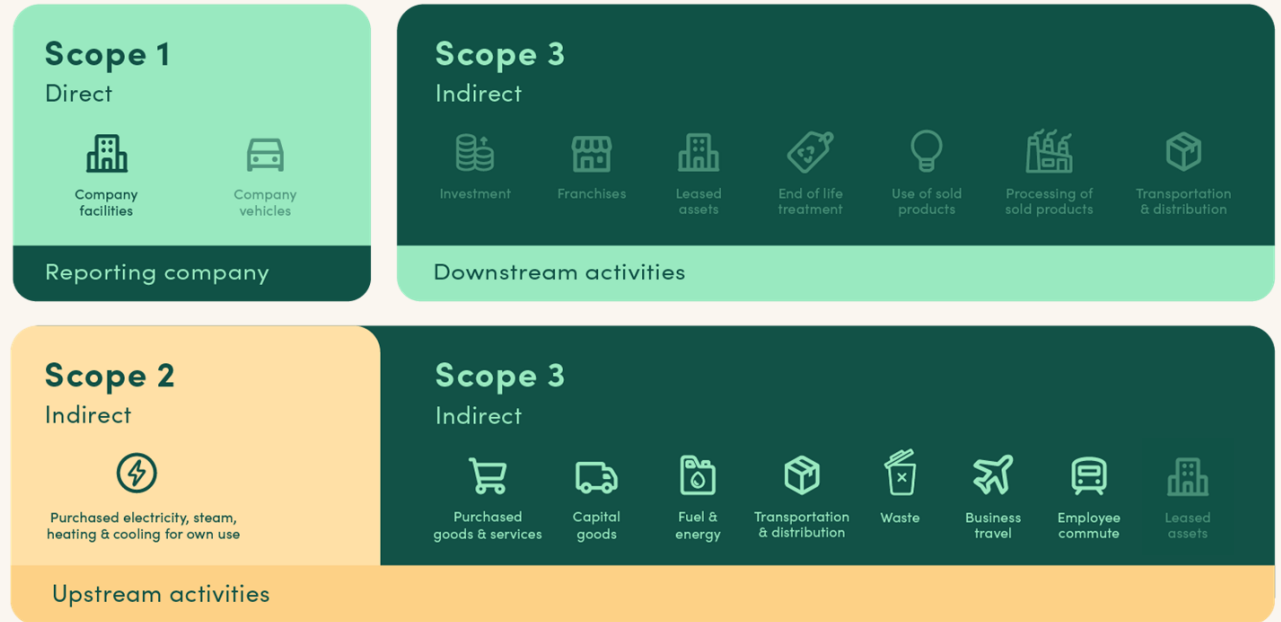 Scope 1
Direct
Company
facilities
Company
vehicles
Reporting company
Scope 3
Indirect
Investment
Franchises
Leased
assets
End of life
treatment
Use of sold
products
Processing of
sold products
Transportation
& distribution
Downstream activities
Scope 2
Indirect
Purchased electricity, steam,
heating & cooling for own use
Scope 3
Indirect
Purchased
goods & services
Capital
goods
Fuel &
energy
Transportation
& distribution
Waste
Business
travel
Employee
commute
Leased
assets
Upstream activities